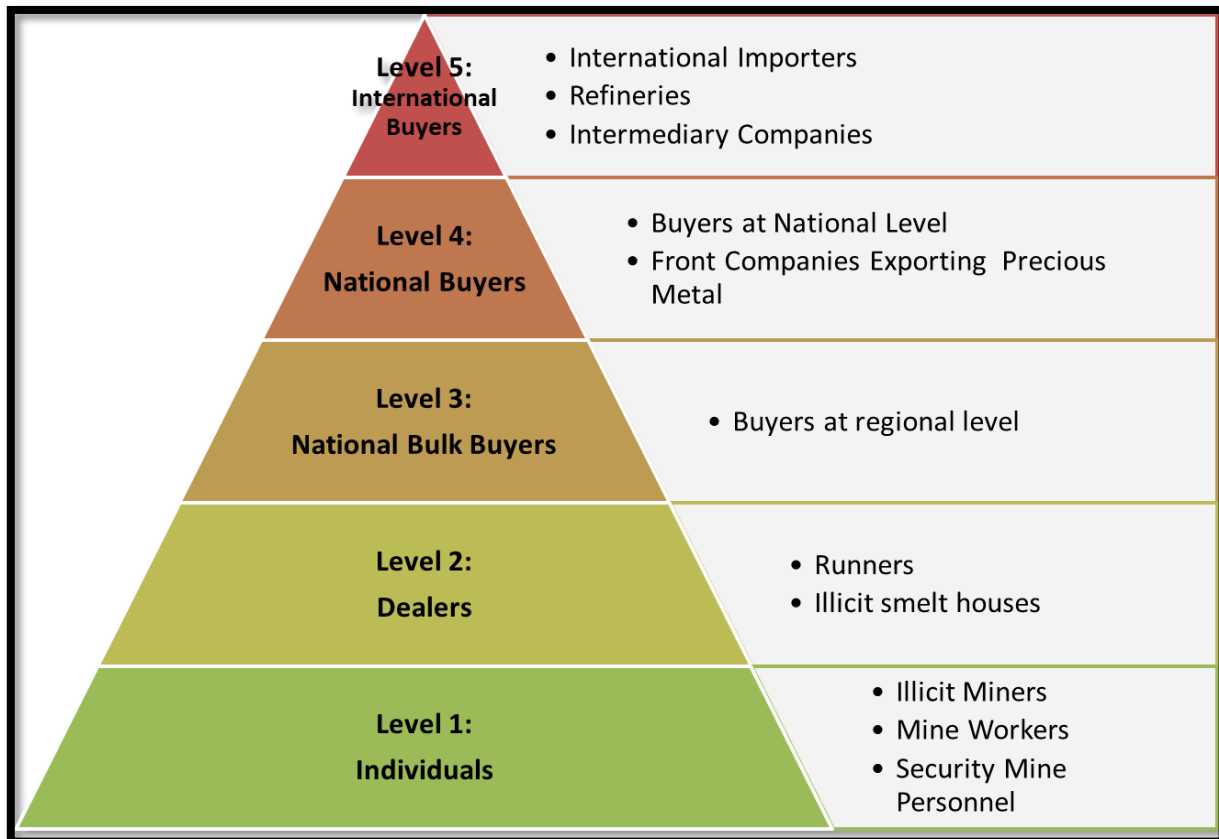 Level 5:
International
Buyers
• International Importers
• Refineries
• Intermediary Companies
Level 4:
National Buyers
• Buyers at National Level
• Front Companies Exporting Precious
Metal
Level 3:
National Bulk Buyers
• Buyers at regional level
Level 2:
Dealers
• Runners
• Illicit smelt houses
Level 1:
Individuals
• Illicit Miners
• Mine Workers
• Security Mine
Personnel